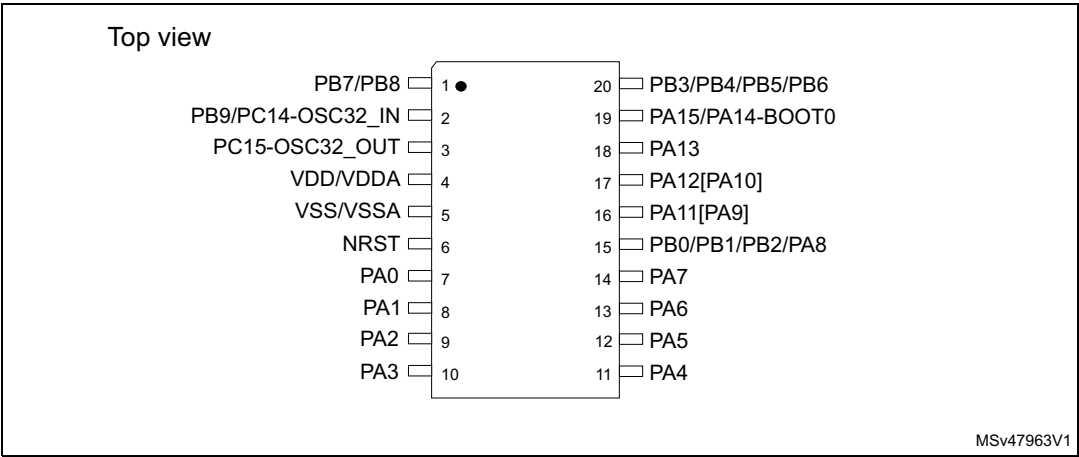 Top view
PB7/PB8 1 20 PB3/PB4/PB5/PB6
PB9/PC14-OSC32_IN 2 19 PA15/PA14-BOOT0
PC15-OSC32_OUT 3 18 PA13
VDD/VDDA 4 17 PA12[PA10]
VSS/VSSA 5 16 PA11[PA9]
NRST 6 15 PB0/PB1/PB2/PA8
PA0 7 14 PA7
PA1 8 13 PA6
PA2 9 12 PA5
PA3 10 11 PA4
MSv47963V1